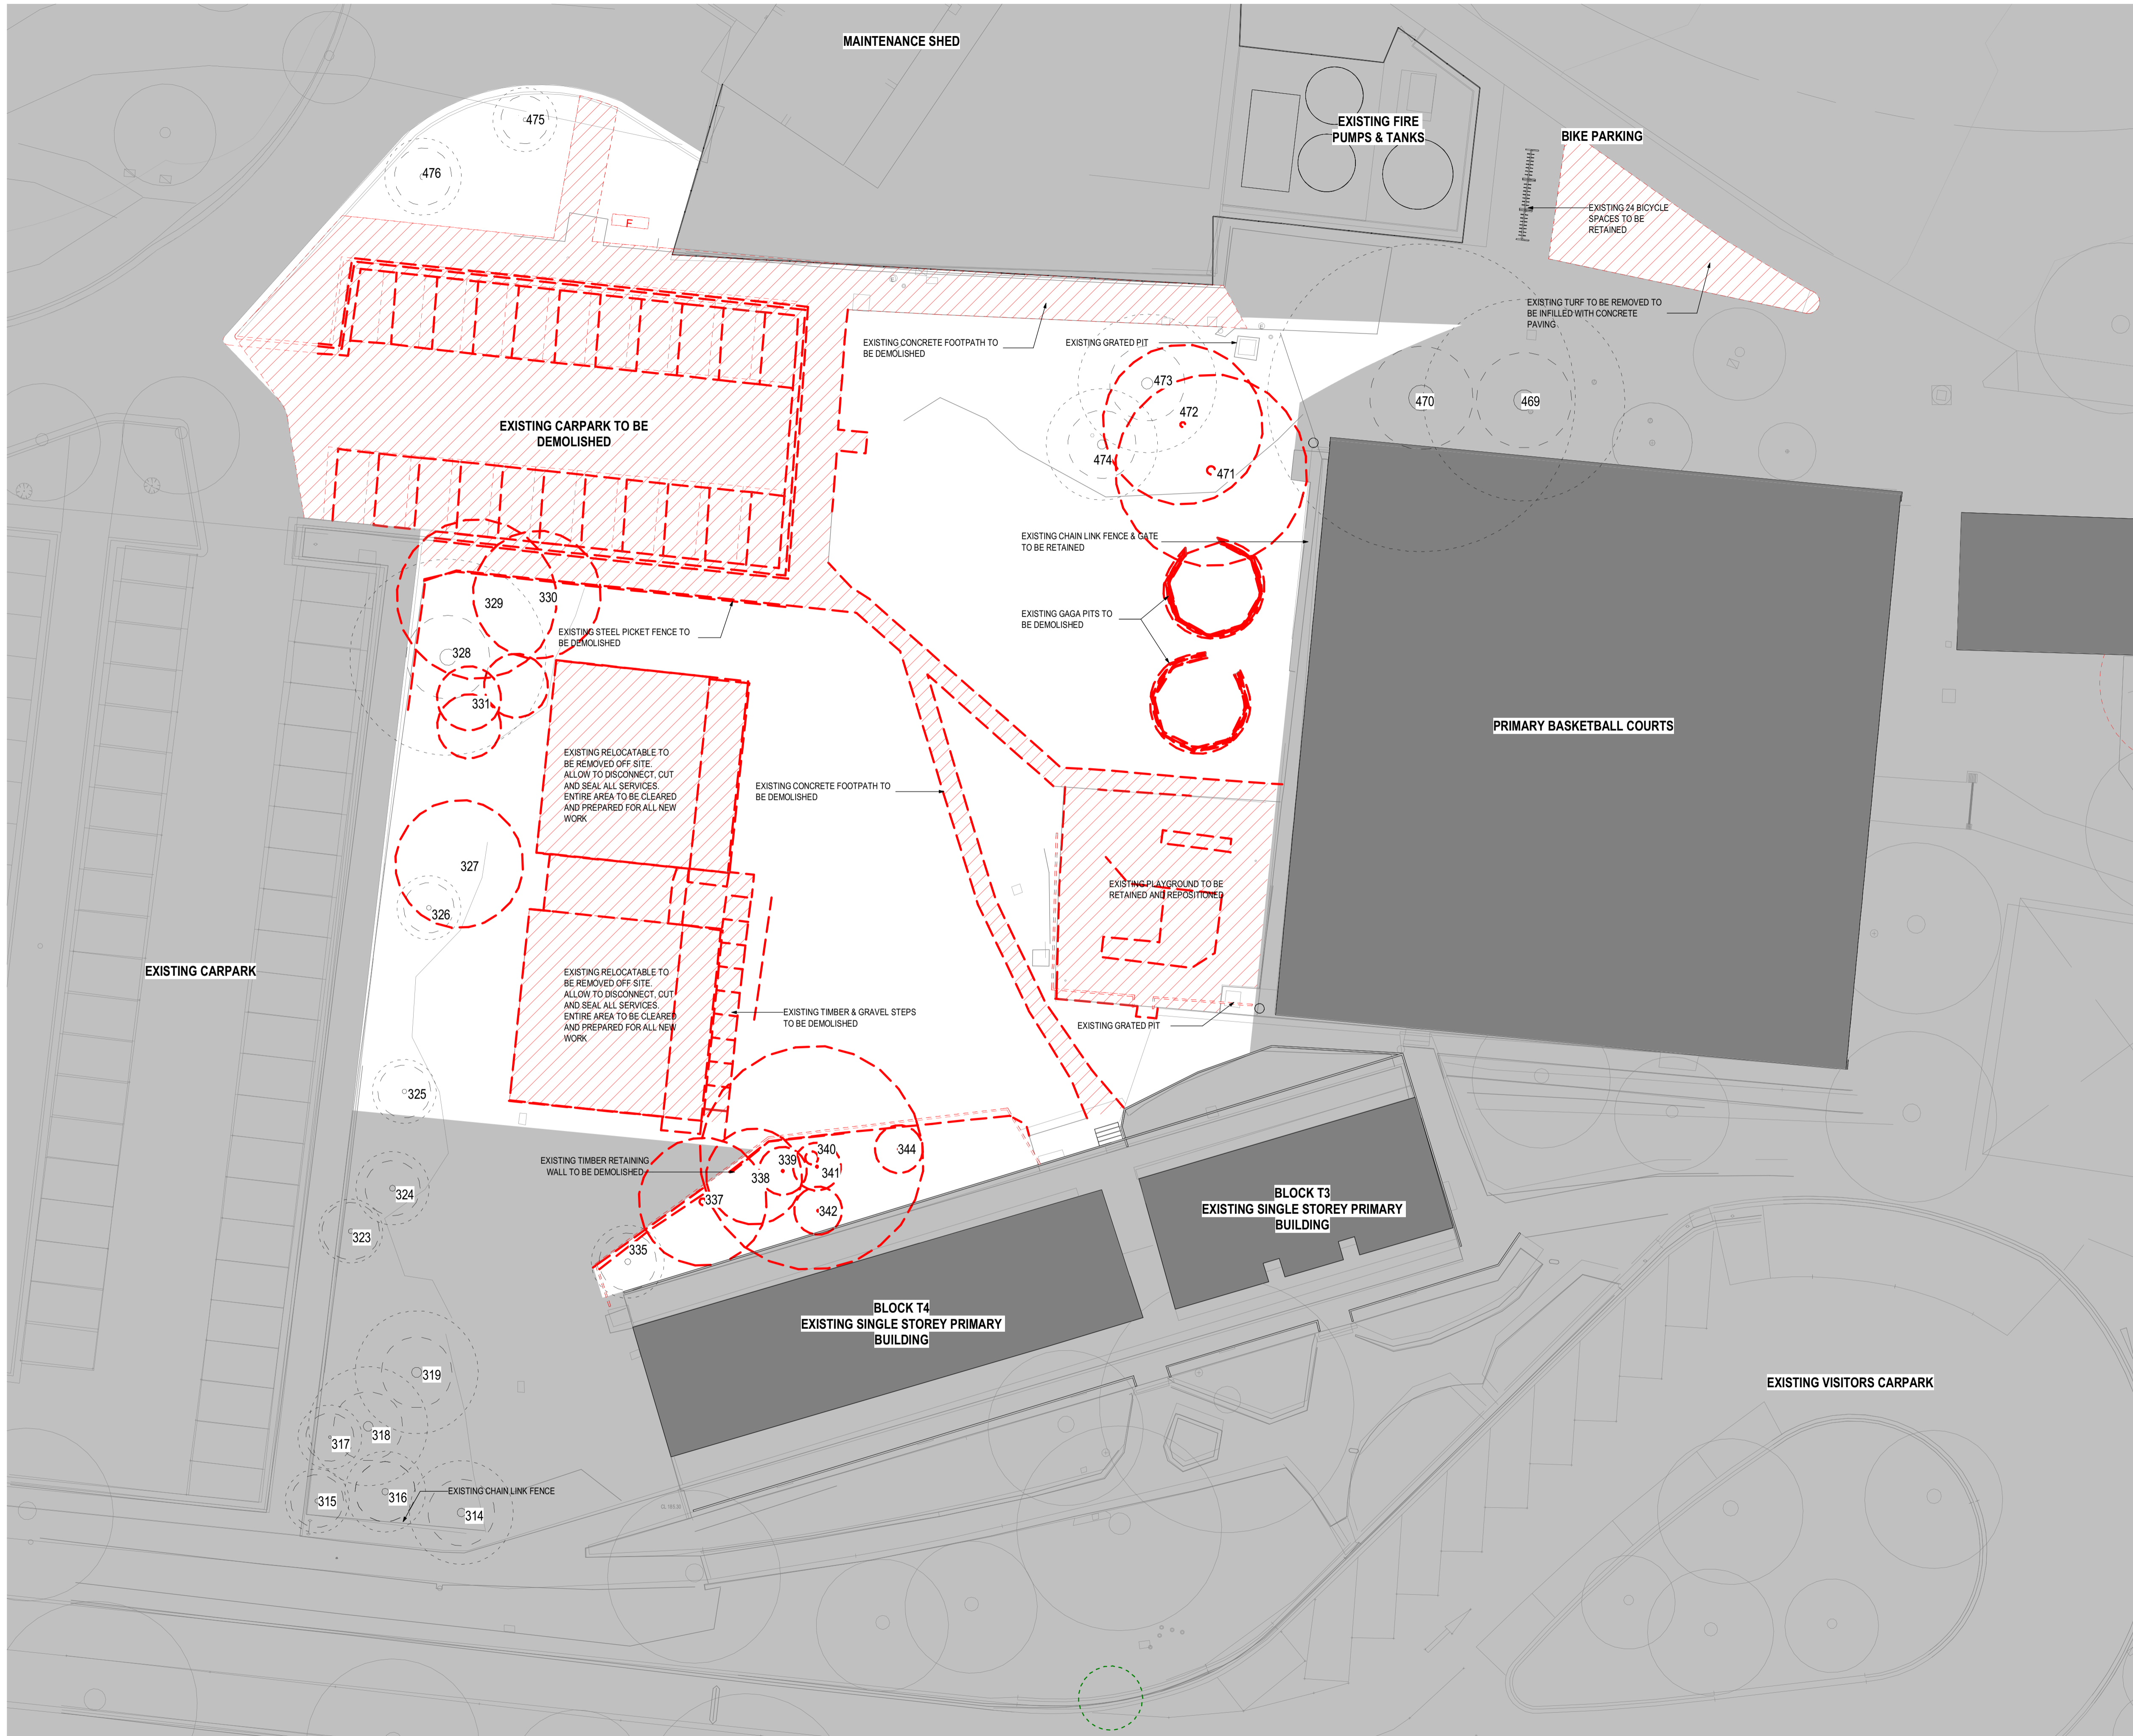 MAINTENANCE SHED
475
476
F
EXISTING FIRE
PUMPS & TANKS
BIKE PARKING
EXISTING 24 BICYCLE
SPACES TO BE
RETAINED
EXISTING TURF TO BE REMOVED TO
BE INFILLED WITH CONCRETE
PAVING
EXISTING CONCRETE FOOTPATH TO
BE DEMOLISHED
EXISTING GRATED PIT
473
472
474
471
470
469
EXISTING CARPARK TO BE
DEMOLISHED
EXISTING CHAIN LINK FENCE & GATE
TO BE RETAINED
EXISTING GAGA PITS TO
BE DEMOLISHED
329
330
328
331
EXISTING STEEL PICKET FENCE TO
BE DEMOLISHED
PRIMARY BASKETBALL COURTS
EXISTING RELOCATABLE TO
BE REMOVED OFF SITE.
ALLOW TO DISCONNECT, CUT
AND SEAL ALL SERVICES.
ENTIRE AREA TO BE CLEARED
AND PREPARED FOR ALL NEW
WORK
EXISTING CONCRETE FOOTPATH TO
BE DEMOLISHED
327
326
EXISTING PLAYGROUND TO BE
RETAINED AND REPOSITIONED
EXISTING CARPARK
EXISTING RELOCATABLE TO
BE REMOVED OFF SITE.
ALLOW TO DISCONNECT, CUT
AND SEAL ALL SERVICES.
ENTIRE AREA TO BE CLEARED
AND PREPARED FOR ALL NEW
WORK
EXISTING TIMBER & GRAVEL STEPS
TO BE DEMOLISHED
EXISTING GRATED PIT
325
EXISTING TIMBER RETAINING
WALL TO BE DEMOLISHED
340
339
341
338
344
337
342
335
324
323
BLOCK T3
EXISTING SINGLE STOREY PRIMARY
BUILDING
BLOCK T4
EXISTING SINGLE STOREY PRIMARY
BUILDING
EXISTING VISITORS CARPARK
319
318
317
316
315
314
EXISTING CHAIN LINK FENCE